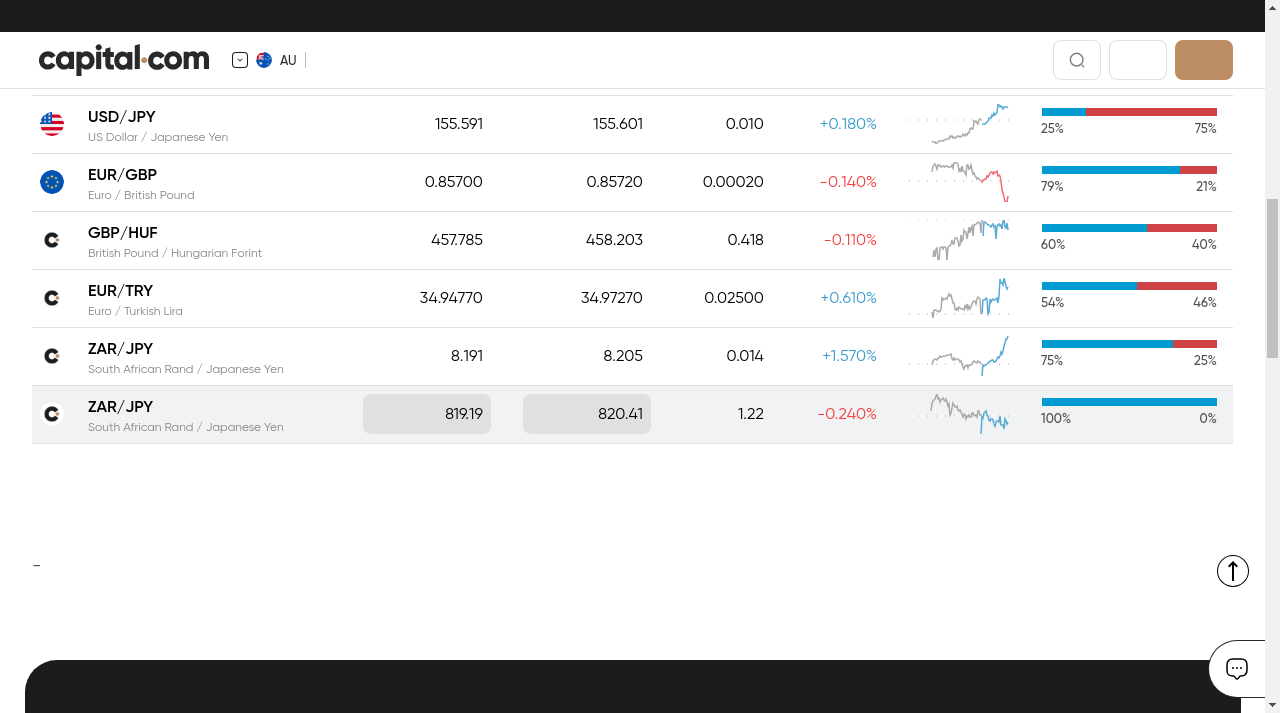 capital.com
AU
USD/JPY
US Dollar / Japanese Yen
155.591 155.601 0.010 +0.180% 25% 75%
EUR/GBP
Euro / British Pound
0.85700 0.85720 0.00020 -0.140% 79% 21%
GBP/HUF
British Pound / Hungarian Forint
457.785 458.203 0.418 -0.110% 60% 40%
EUR/TRY
Euro / Turkish Lira
34.94770 34.97270 0.02500 +0.610% 54% 46%
ZAR/JPY
South African Rand / Japanese Yen
8.191 8.205 0.014 +1.570% 75% 25%
ZAR/JPY
South African Rand / Japanese Yen
819.19 820.41 1.22 -0.240% 100% 0%
–